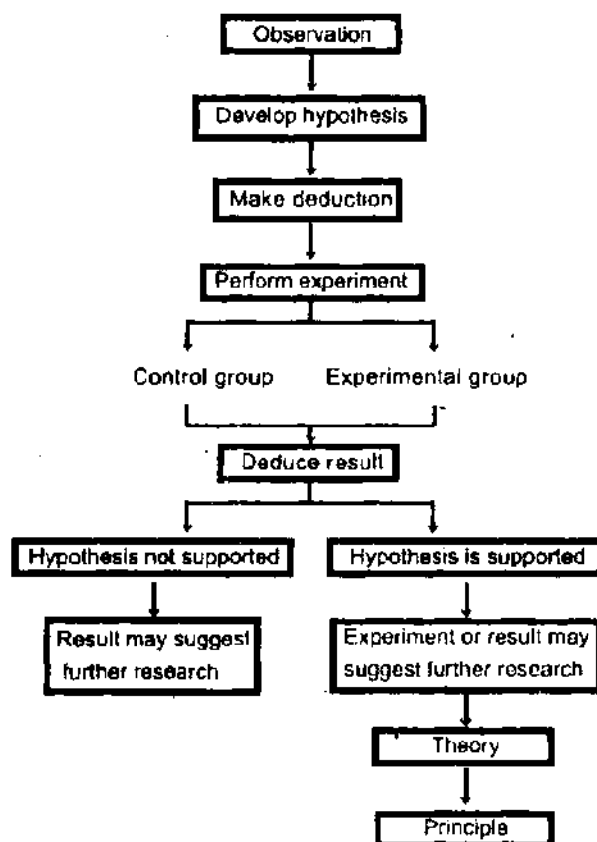 Observation
Develop hypothesis
Make deduction
Perform experiment
Control group
Experimental group
Deduce result
Hypothesis not supported
Hypothesis is supported
Result may suggest
further research
Experiment or result may
suggest further research
Theory
Principle